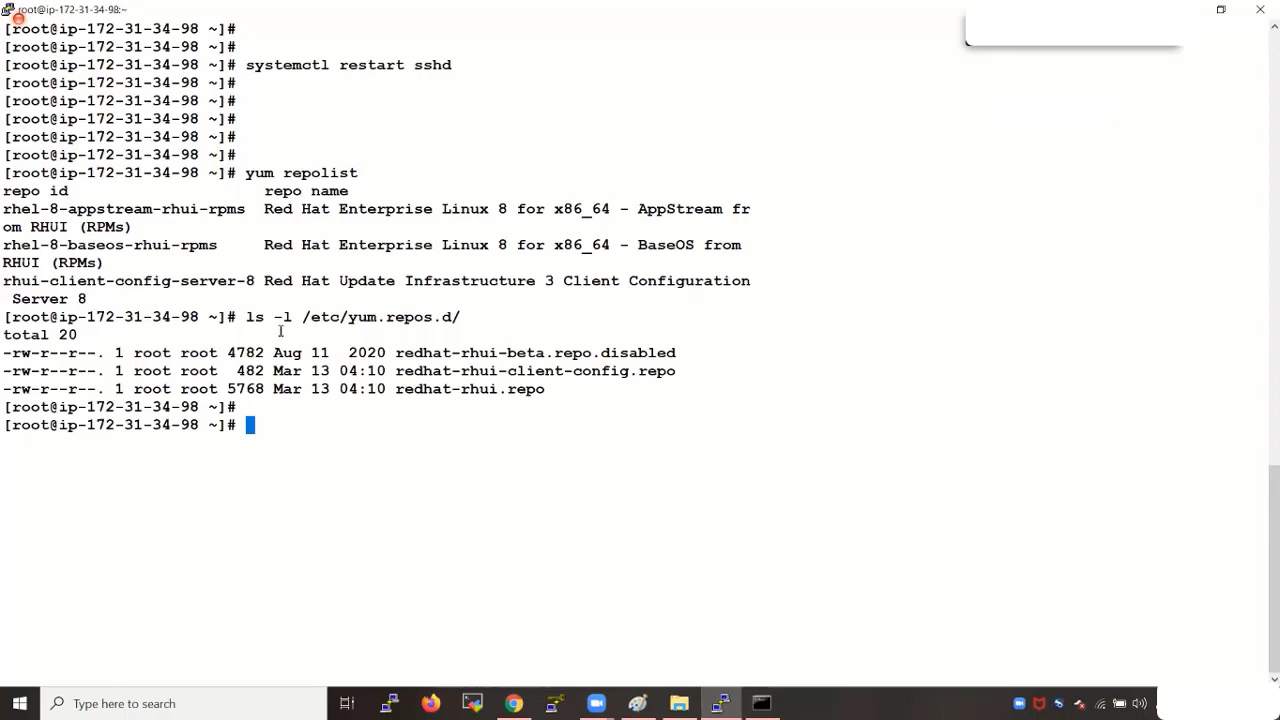 root@ip-172-31-34-98:~
[root@ip-172-31-34-98 ~]#
[root@ip-172-31-34-98 ~]#
[root@ip-172-31-34-98 ~]# systemctl restart sshd
[root@ip-172-31-34-98 ~]#
[root@ip-172-31-34-98 ~]#
[root@ip-172-31-34-98 ~]#
[root@ip-172-31-34-98 ~]#
[root@ip-172-31-34-98 ~]#
[root@ip-172-31-34-98 ~]# yum repolist
repo id repo name
rhel-8-appstream-rhui-rpms Red Hat Enterprise Linux 8 for x86_64 - AppStream fr
om RHUI (RPMs)
rhel-8-baseos-rhui-rpms Red Hat Enterprise Linux 8 for x86_64 - BaseOS from
RHUI (RPMs)
rhui-client-config-server-8 Red Hat Update Infrastructure 3 Client Configuration
Server 8
[root@ip-172-31-34-98 ~]# ls -l /etc/yum.repos.d/
total 20
-rw-r--r--. 1 root root 4782 Aug 11 2020 redhat-rhui-beta.repo.disabled
-rw-r--r--. 1 root root 482 Mar 13 04:10 redhat-rhui-client-config.repo
-rw-r--r--. 1 root root 5768 Mar 13 04:10 redhat-rhui.repo
[root@ip-172-31-34-98 ~]#
[root@ip-172-31-34-98 ~]#
Type here to search